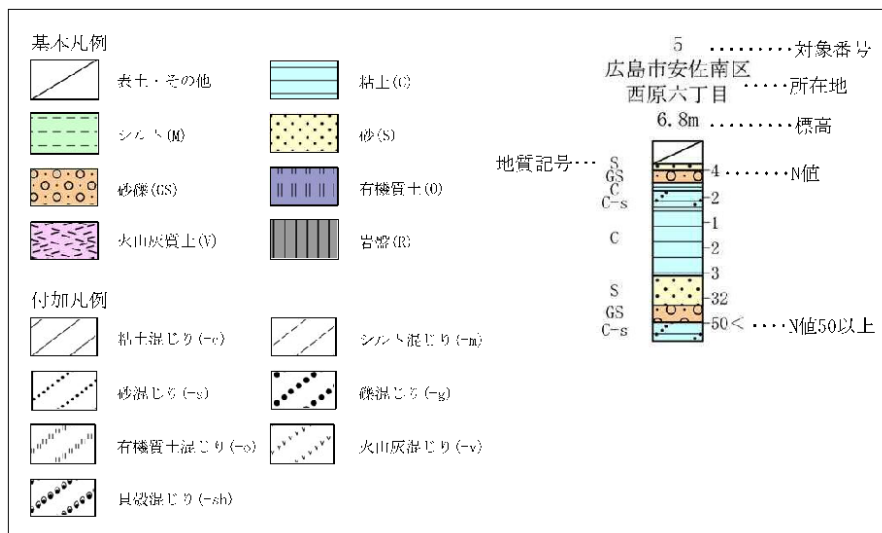 基本凡例
表土・その他
粘土(C)
シルト(M)
砂(S)
砂礫(GS)
有機質土(O)
火山灰質土(V)
岩盤(R)
付加凡例
粘土混じり(-c)
シルト混じり(-m)
砂混じり(-s)
礫混じり(-g)
有機質土混じり(-o)
火山灰混じり(-v)
貝殻混じり(-sh)
5 ·········対象番号
広島市安佐南区
西原六丁目
······所在地
6.8m ·········標高
地質記号···
S
GS
C
C-s
C
S
GS
C-s
4 ·····N値
2
1
2
3
32
50< ····N値50以上